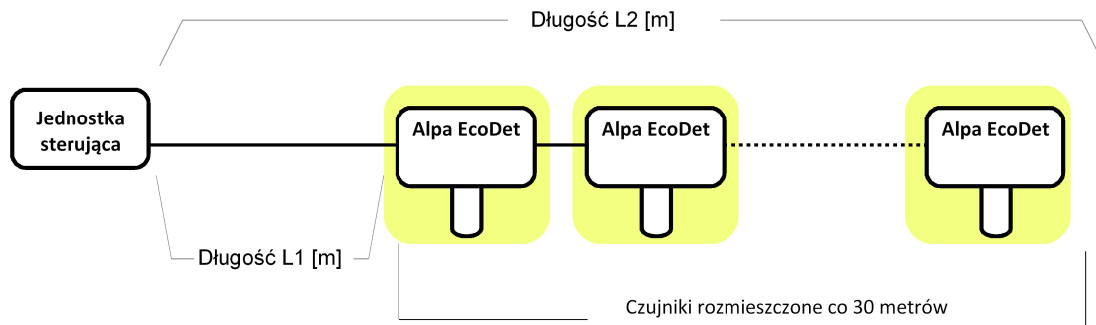 Długość L2 [m]
Jednostka
sterująca
Alpa EcoDet
Alpa EcoDet
Alpa EcoDet
Długość L1 [m]
Czujniki rozmieszczone co 30 metrów